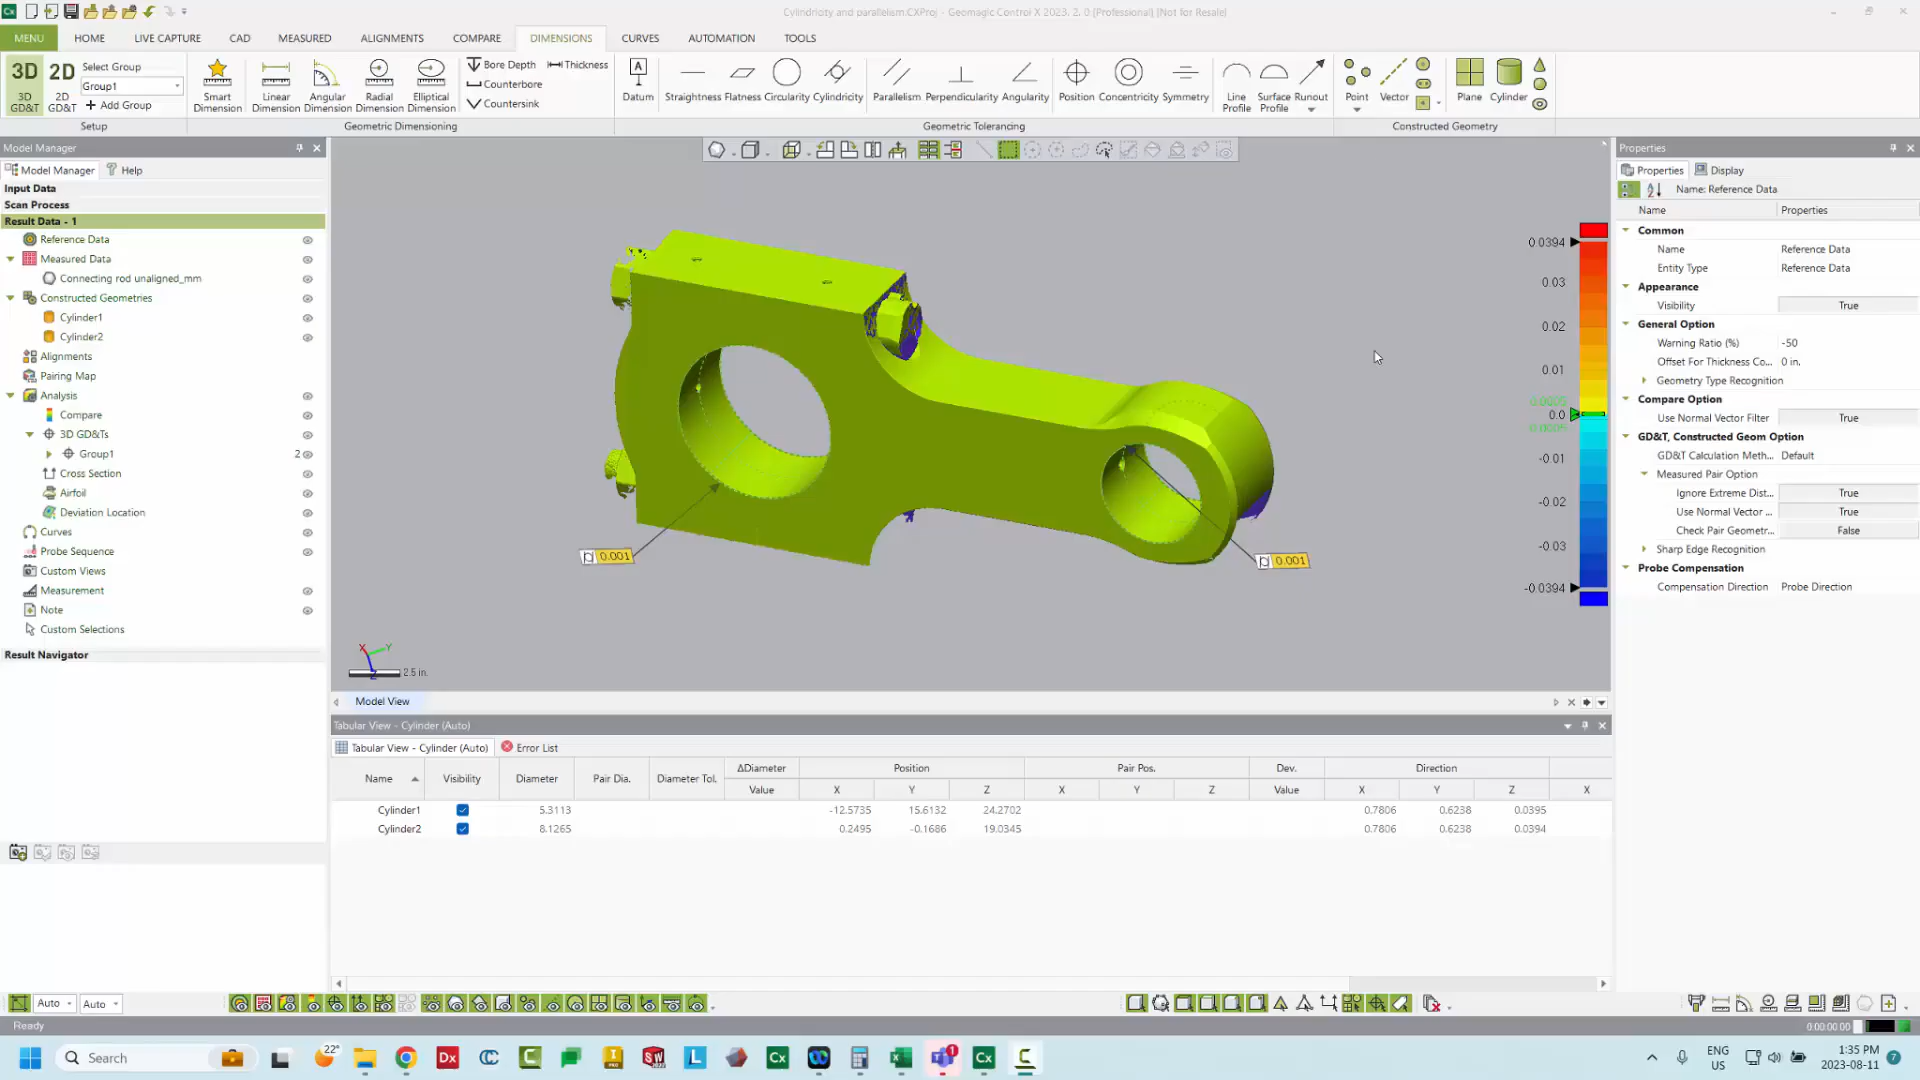 Cylindricity and parallelism.CXProj - Geomagic Control X 2023. 2. 0 [Professional] [Not for Resale]
MENU HOME LIVE CAPTURE CAD MEASURED ALIGNMENTS COMPARE DIMENSIONS CURVES AUTOMATION TOOLS
3D 3D GD&T
2D 2D GD&T
Select Group
Group1
Add Group
Setup
Smart Dimension
Linear Dimension
Angular Dimension
Radial Dimension
Elliptical Dimension
Bore Depth
Thickness
Counterbore
Countersink
Geometric Dimensioning
Datum
Straightness
Flatness
Circularity
Cylindricity
Parallelism
Perpendicularity
Angularity
Position
Concentricity
Symmetry
Line Profile
Surface Profile
Runout
Geometric Tolerancing
Point
Vector
Plane
Cylinder
Constructed Geometry
Model Manager
Model Manager Help
Input Data
Scan Process
Result Data - 1
Reference Data
Measured Data
Connecting rod unaligned_mm
Constructed Geometries
Cylinder1
Cylinder2
Alignments
Pairing Map
Analysis
Compare
3D GD&Ts
Group1 2
Cross Section
Airfoil
Deviation Location
Curves
Probe Sequence
Custom Views
Measurement
Note
Custom Selections
Result Navigator
0.001
0.001
X Y Z
2.5 in.
0.0394
0.03
0.02
0.01
0.0005
0.0
0.0005
-0.01
-0.02
-0.03
-0.0394
Model View
Tabular View - Cylinder (Auto)
Tabular View - Cylinder (Auto) Error List
Name Visibility Diameter Pair Dia. Diameter Tol. ΔDiameter Position Pair Pos. Dev. Direction
Value X Y Z X Y Z Value X Y Z X
Cylinder1 5.3113 -12.5735 15.6132 24.2702 0.7806 0.6238 0.0395
Cylinder2 8.1265 0.2495 -0.1686 19.0345 0.7806 0.6238 0.0394
Properties
Properties Display
Name: Reference Data
Name Properties
Common
Name Reference Data
Entity Type Reference Data
Appearance
Visibility True
General Option
Warning Ratio (%) -50
Offset For Thickness Co... 0 in.
Geometry Type Recognition
Compare Option
Use Normal Vector Filter True
GD&T, Constructed Geom Option
GD&T Calculation Meth... Default
Measured Pair Option
Ignore Extreme Dist... True
Use Normal Vector ... True
Check Pair Geometr... False
Sharp Edge Recognition
Probe Compensation
Compensation Direction Probe Direction
Auto Auto
Ready
0:00:00:00
22°
Search
ENG
US
1:35 PM
2023-08-11